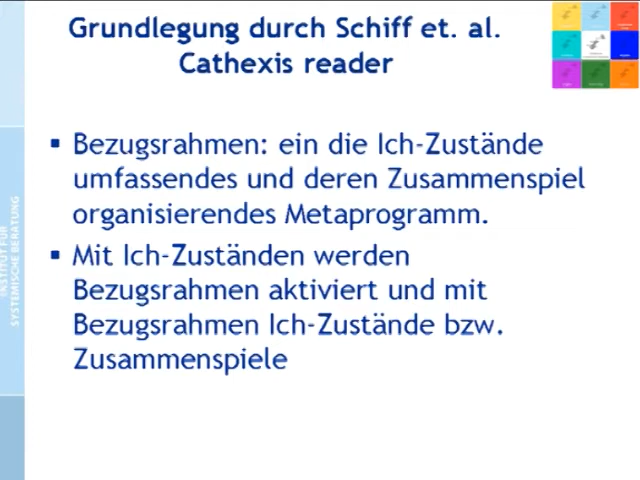 Grundlegung durch Schiff et. al.
Cathexis reader
▪ Bezugsrahmen: ein die Ich-Zustände
umfassendes und deren Zusammenspiel
organisierendes Metaprogramm.
▪ Mit Ich-Zuständen werden
Bezugsrahmen aktiviert und mit
Bezugsrahmen Ich-Zustände bzw.
Zusammenspiele
INSTITUT FÜR
SYSTEMISCHE BERATUNG